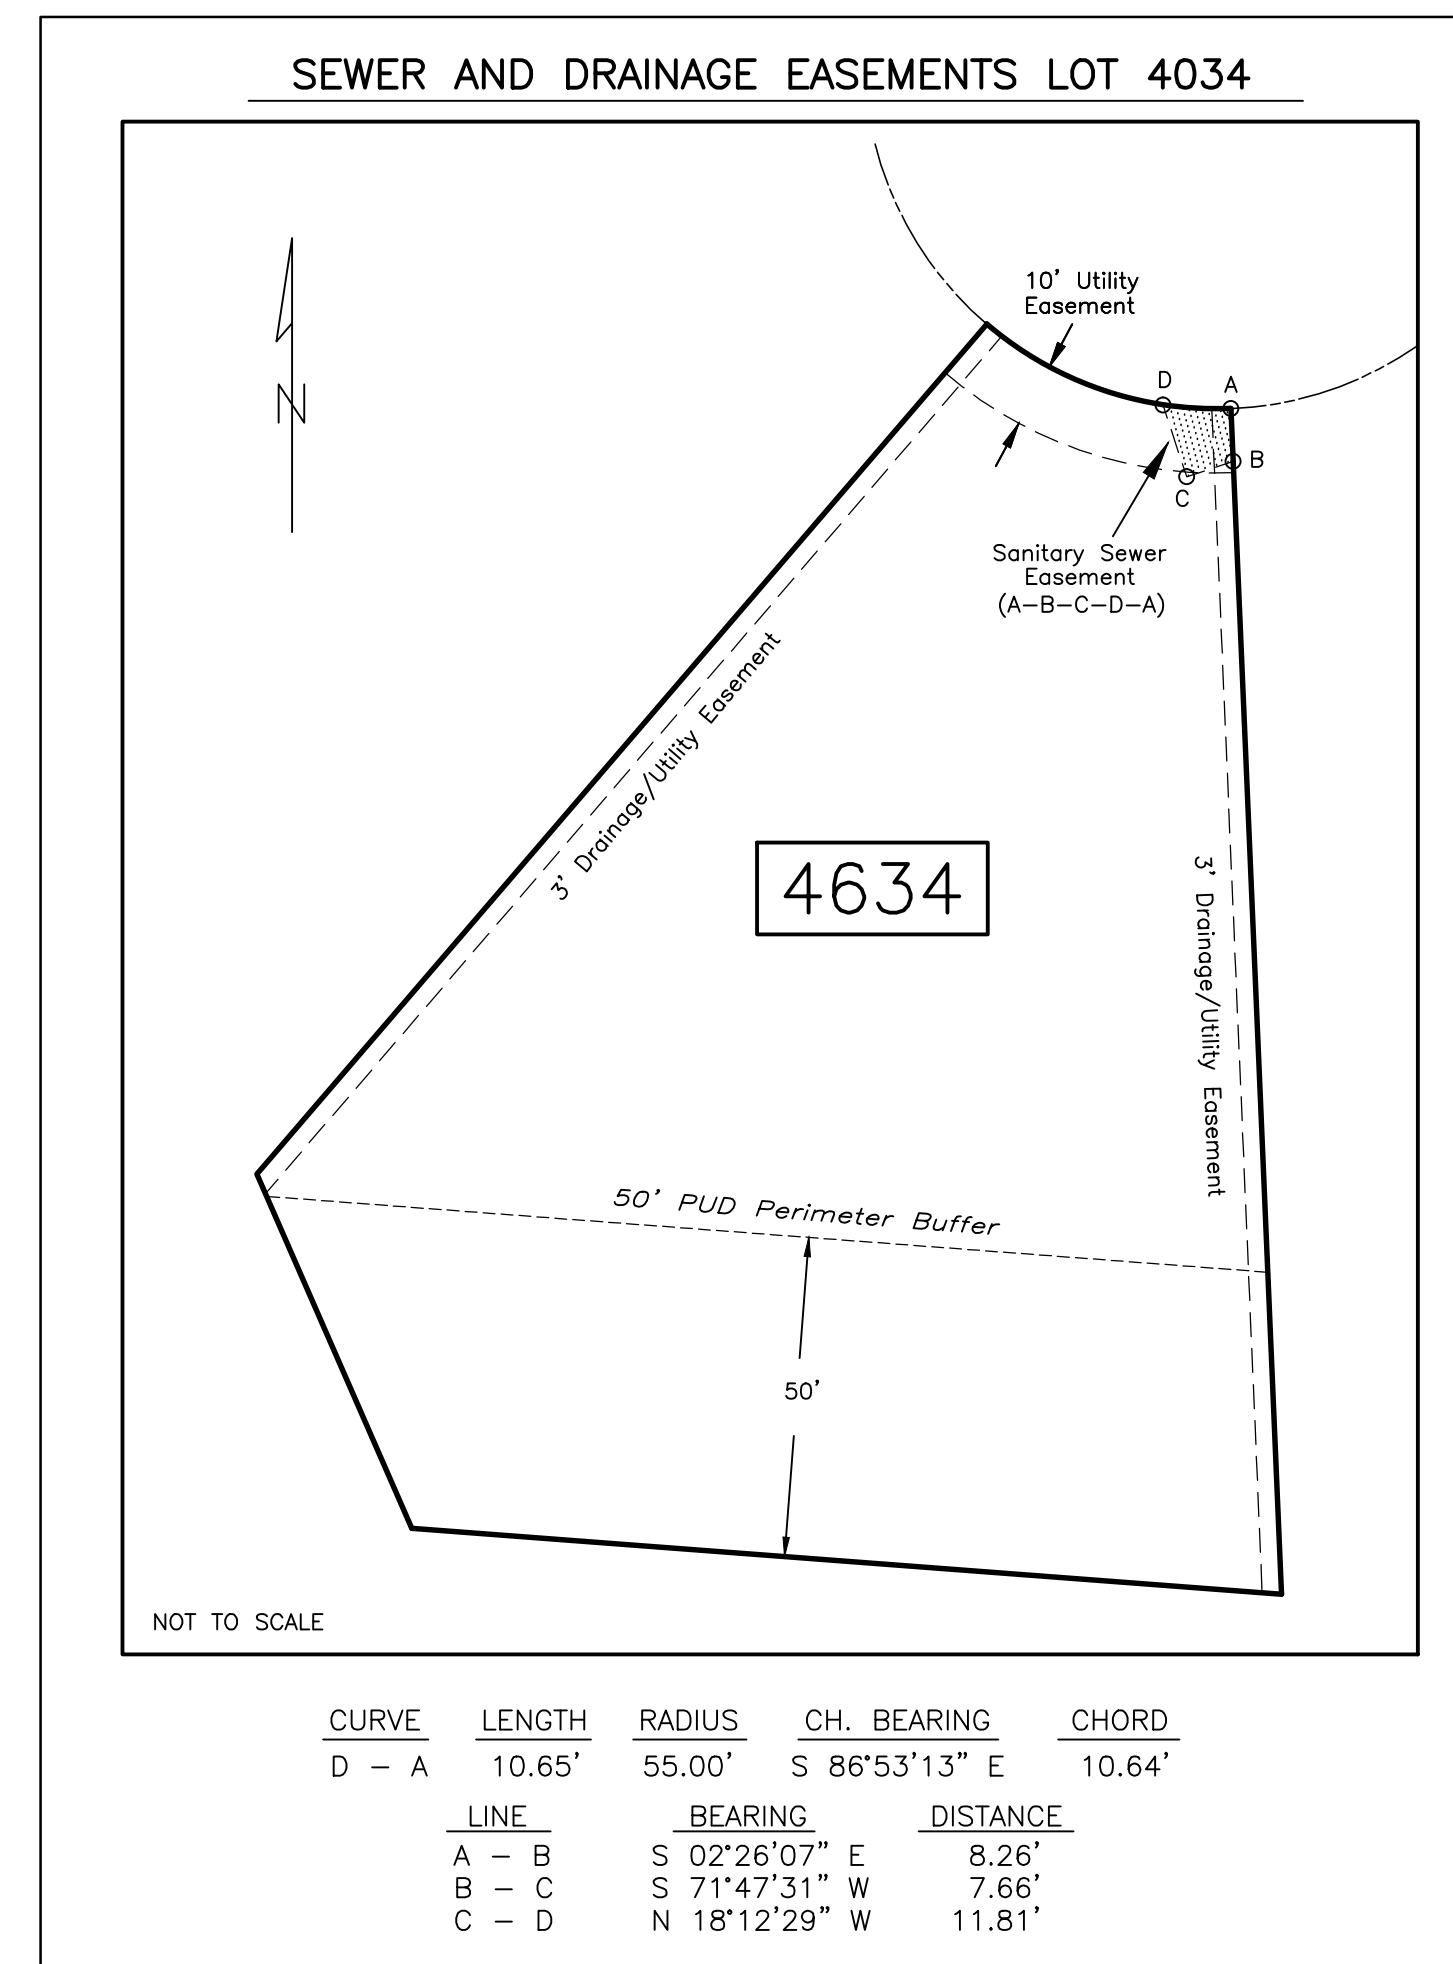 SEWER AND DRAINAGE EASEMENTS LOT 4034
10' Utility
Easement
D
A
B
C
N
Sanitary Sewer
Easement
(A-B-C-D-A)
3' Drainage/Utility Easement
4634
3' Drainage/Utility Easement
50' PUD Perimeter Buffer
50'
NOT TO SCALE
CURVE LENGTH RADIUS CH. BEARING CHORD
D - A 10.65' 55.00' S 86°53'13" E 10.64'
LINE BEARING DISTANCE
A - B S 02°26'07" E 8.26'
B - C S 71°47'31" W 7.66'
C - D N 18°12'29" W 11.81'